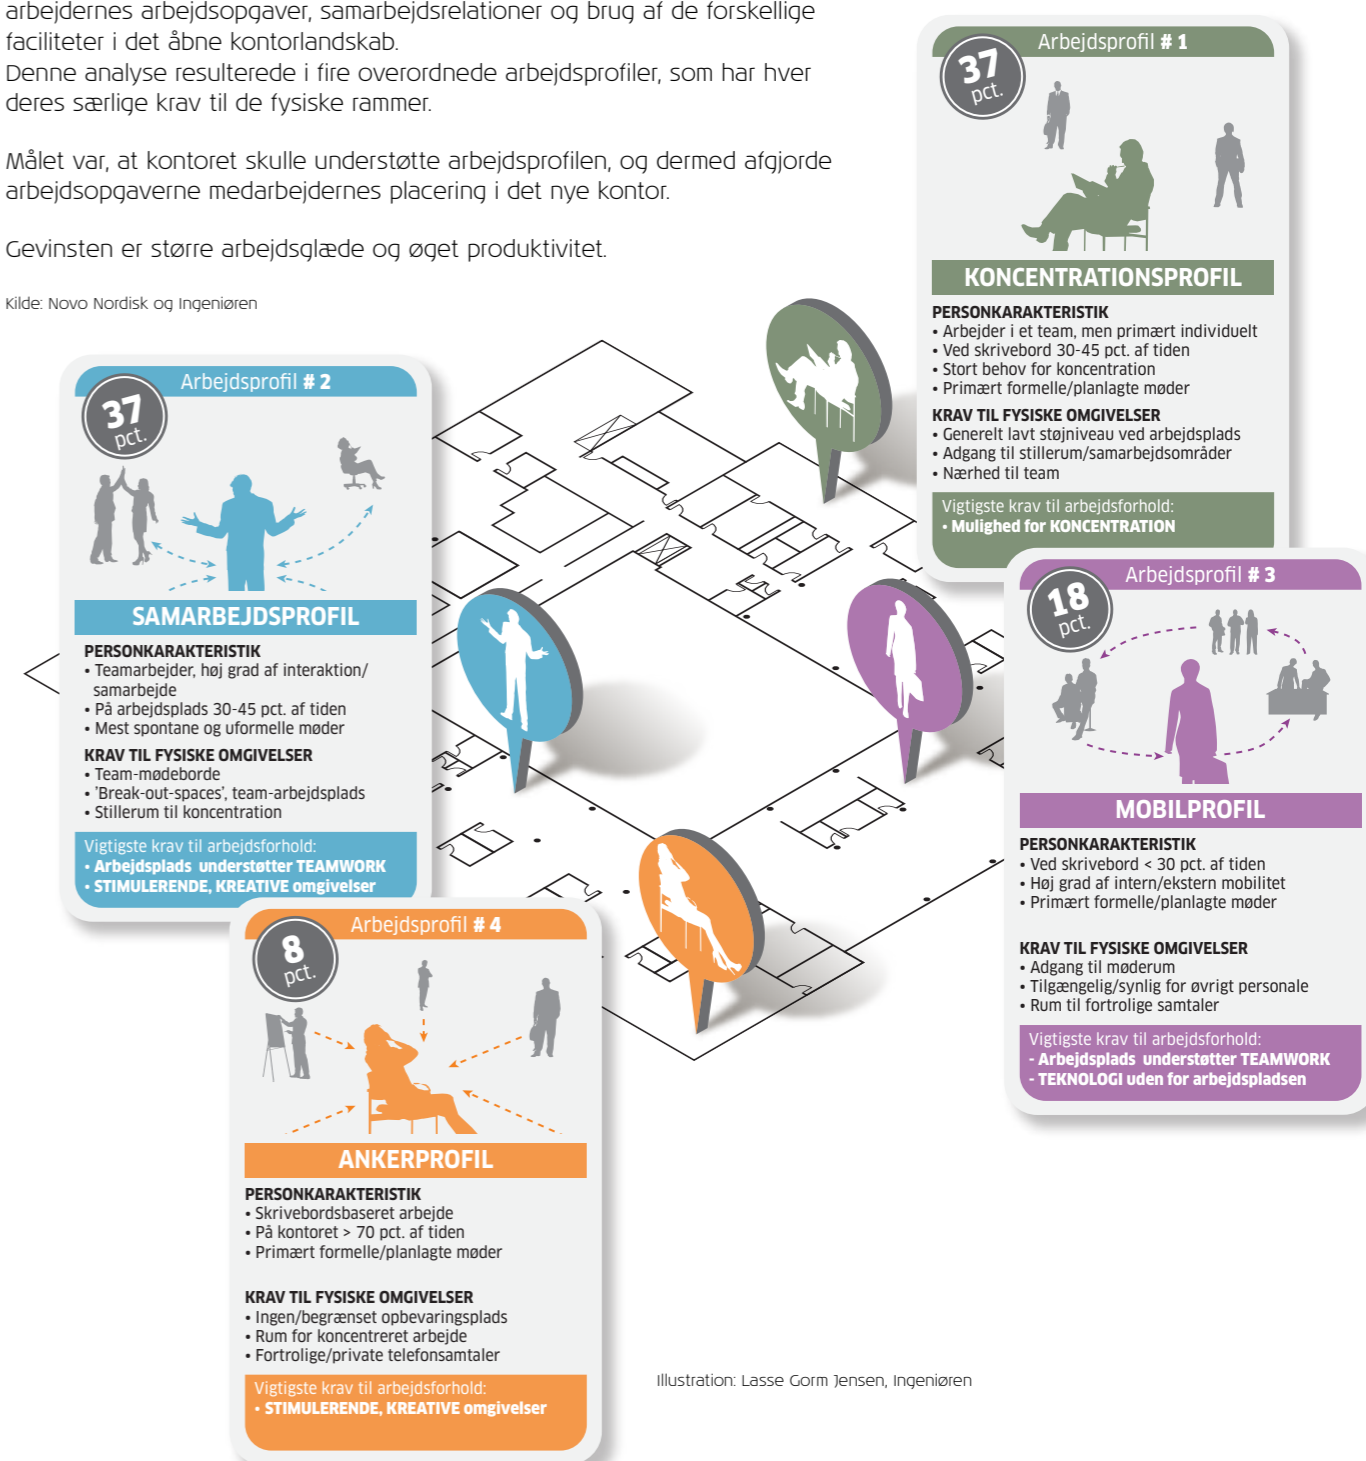 arbejdernes arbejdsopgaver, samarbejdsrelationer og brug af de forskellige
faciliteter i det åbne kontorlandskab.
Denne analyse resulterede i fire overordnede arbejdsprofiler, som har hver
deres særlige krav til de fysiske rammer.
Målet var, at kontoret skulle understøtte arbejdsprofilen, og dermed afgjorde
arbejdsopgaverne medarbejdernes placering i det nye kontor.
Gevinsten er større arbejdsglæde og øget produktivitet.
Kilde: Novo Nordisk og Ingeniøren
Arbejdsprofil # 1
37
pct.
KONCENTRATIONSPROFIL
PERSONKARAKTERISTIK
• Arbejder i et team, men primært individuelt
• Ved skrivebord 30-45 pct. af tiden
• Stort behov for koncentration
• Primært formelle/planlagte møder
KRAV TIL FYSISKE OMGIVELSER
• Generelt lavt støjniveau ved arbejdsplads
• Adgang til stillerum/samarbejdsområder
• Nærhed til team
Vigtigste krav til arbejdsforhold:
• Mulighed for KONCENTRATION
Arbejdsprofil # 2
37
pct.
SAMARBEJDSPROFIL
PERSONKARAKTERISTIK
• Teamarbejder, høj grad af interaktion/
samarbejde
• På arbejdsplads 30-45 pct. af tiden
• Mest spontane og uformelle møder
KRAV TIL FYSISKE OMGIVELSER
• Team-mødeborde
• 'Break-out-spaces', team-arbejdsplads
• Stillerum til koncentration
Vigtigste krav til arbejdsforhold:
• Arbejdsplads understøtter TEAMWORK
• STIMULERENDE, KREATIVE omgivelser
Arbejdsprofil # 3
18
pct.
MOBILPROFIL
PERSONKARAKTERISTIK
• Ved skrivebord < 30 pct. af tiden
• Høj grad af intern/ekstern mobilitet
• Primært formelle/planlagte møder
KRAV TIL FYSISKE OMGIVELSER
• Adgang til møderum
• Tilgængelig/synlig for øvrigt personale
• Rum til fortrolige samtaler
Vigtigste krav til arbejdsforhold:
- Arbejdsplads understøtter TEAMWORK
- TEKNOLOGI uden for arbejdspladsen
Arbejdsprofil # 4
8
pct.
ANKERPROFIL
PERSONKARAKTERISTIK
• Skrivebordsbaseret arbejde
• På kontoret > 70 pct. af tiden
• Primært formelle/planlagte møder
KRAV TIL FYSISKE OMGIVELSER
• Ingen/begrænset opbevaringsplads
• Rum for koncentreret arbejde
• Fortrolige/private telefonsamtaler
Vigtigste krav til arbejdsforhold:
• STIMULERENDE, KREATIVE omgivelser
Illustration: Lasse Gorm Jensen, Ingeniøren